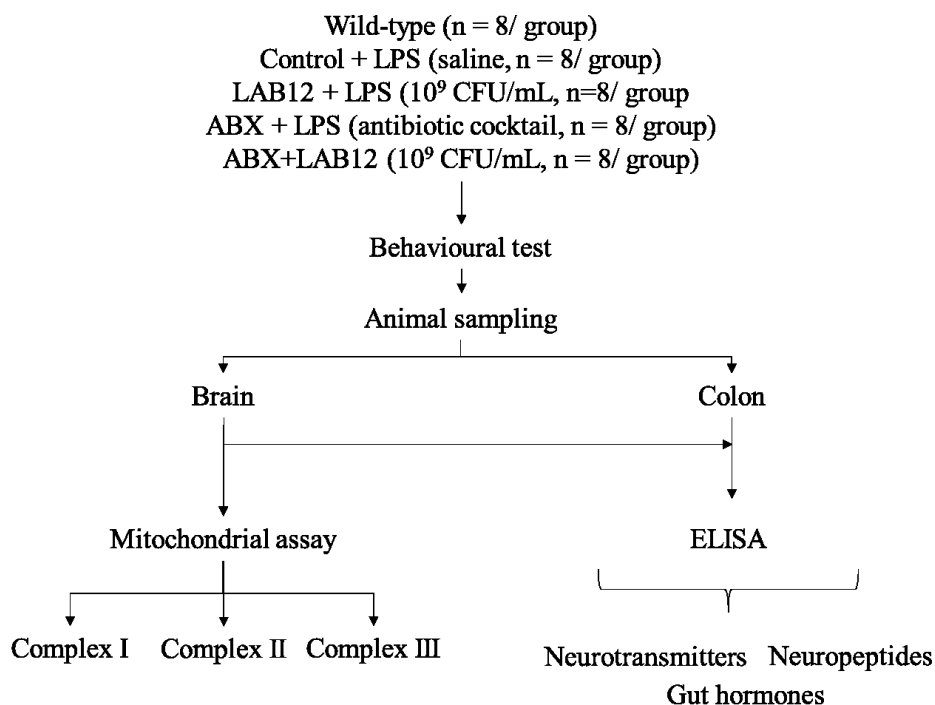 Wild-type (n = 8/ group)
Control + LPS (saline, n = 8/ group)
LAB12 + LPS (10⁹ CFU/mL, n=8/ group
ABX + LPS (antibiotic cocktail, n = 8/ group)
ABX+LAB12 (10⁹ CFU/mL, n = 8/ group)
Behavioural test
Animal sampling
Brain
Colon
Mitochondrial assay
ELISA
Complex I
Complex II
Complex III
Neurotransmitters
Neuropeptides
Gut hormones